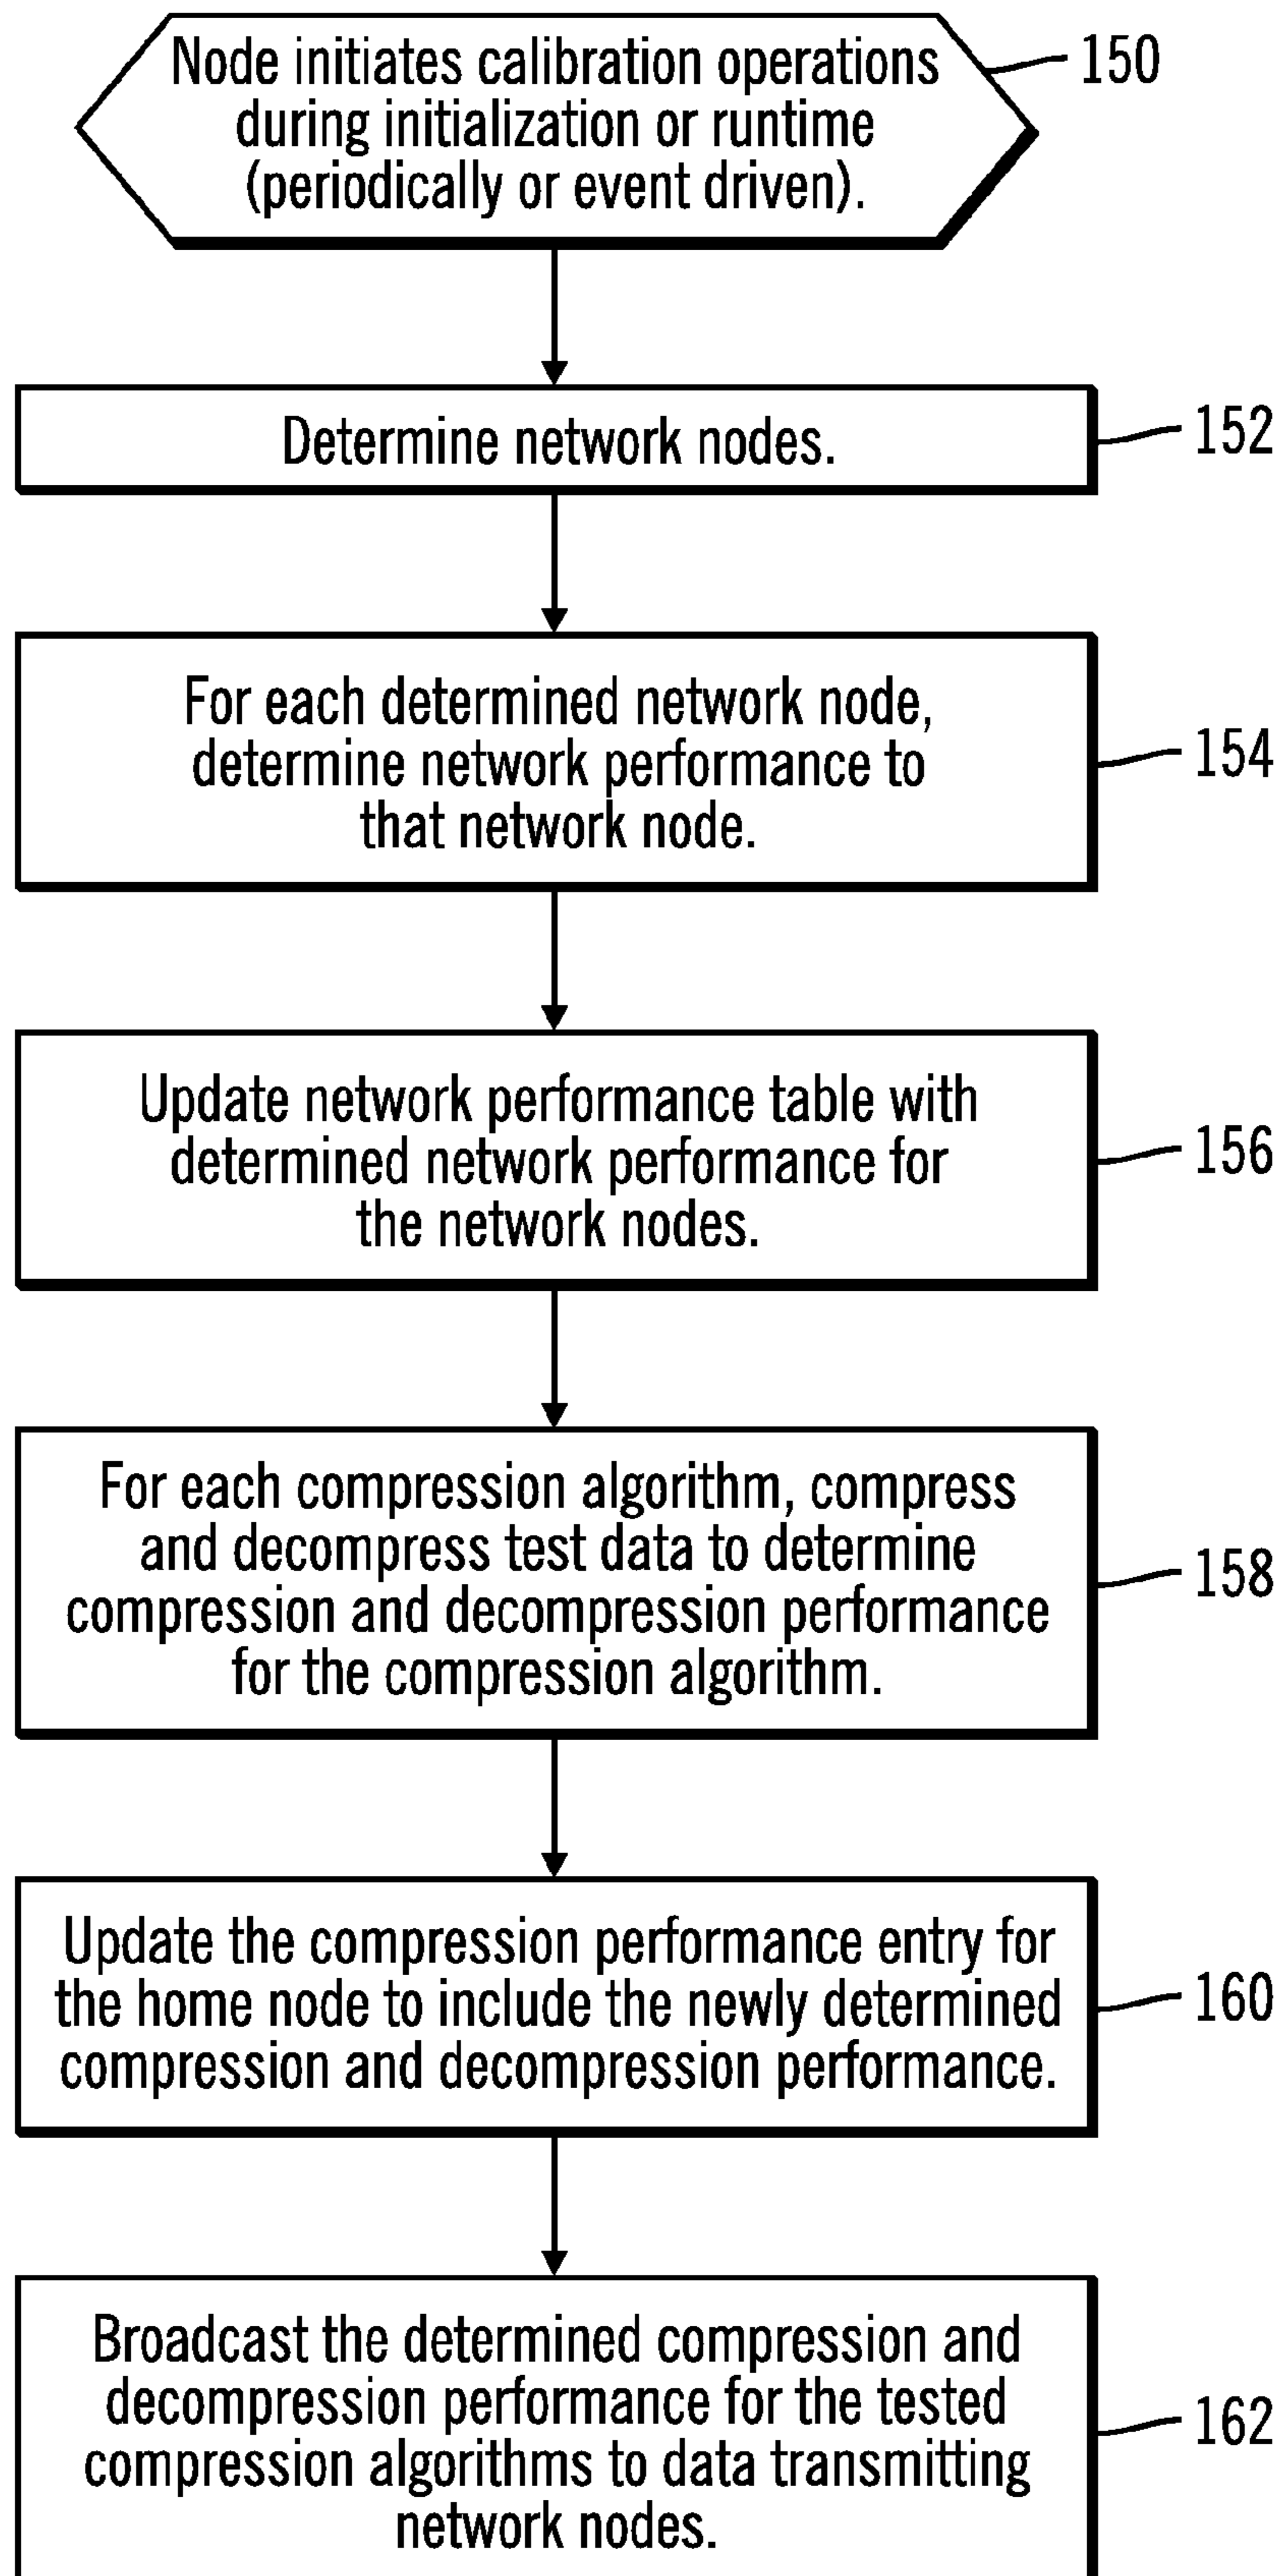 Node initiates calibration operations
during initialization or runtime
(periodically or event driven).
150
Determine network nodes.
152
For each determined network node,
determine network performance to
that network node.
154
Update network performance table with
determined network performance for
the network nodes.
156
For each compression algorithm, compress
and decompress test data to determine
compression and decompression performance
for the compression algorithm.
158
Update the compression performance entry for
the home node to include the newly determined
compression and decompression performance.
160
Broadcast the determined compression and
decompression performance for the tested
compression algorithms to data transmitting
network nodes.
162